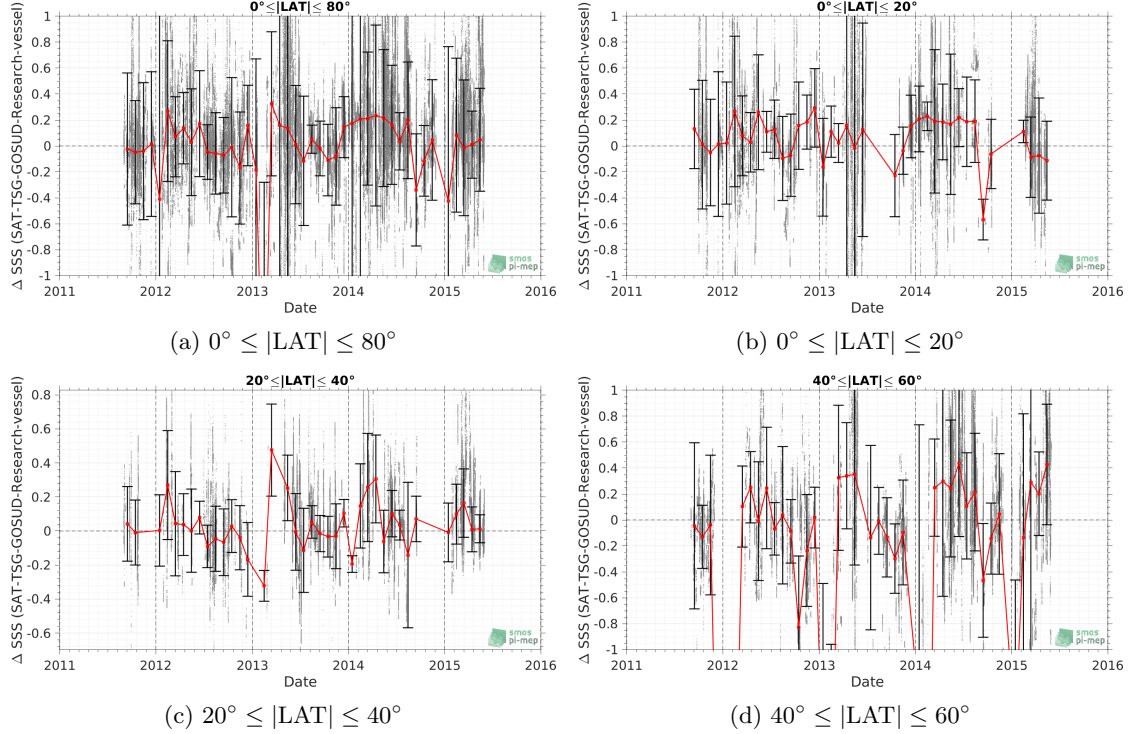 0°≤|LAT|≤ 80°
Δ SSS (SAT-TSG-GOSUD-Research-vessel)
1
0.8
0.6
0.4
0.2
0
-0.2
-0.4
-0.6
-0.8
-1
smos
pi-mep
2011 2012 2013 2014 2015 2016
Date
(a) 0° ≤ |LAT| ≤ 80°
0°≤|LAT|≤ 20°
Δ SSS (SAT-TSG-GOSUD-Research-vessel)
1
0.8
0.6
0.4
0.2
0
-0.2
-0.4
-0.6
-0.8
-1
smos
pi-mep
2011 2012 2013 2014 2015 2016
Date
(b) 0° ≤ |LAT| ≤ 20°
20°≤|LAT|≤ 40°
Δ SSS (SAT-TSG-GOSUD-Research-vessel)
0.8
0.6
0.4
0.2
0
-0.2
-0.4
-0.6
smos
pi-mep
2011 2012 2013 2014 2015 2016
Date
(c) 20° ≤ |LAT| ≤ 40°
40°≤|LAT|≤ 60°
Δ SSS (SAT-TSG-GOSUD-Research-vessel)
1
0.8
0.6
0.4
0.2
0
-0.2
-0.4
-0.6
-0.8
-1
smos
pi-mep
2011 2012 2013 2014 2015 2016
Date
(d) 40° ≤ |LAT| ≤ 60°